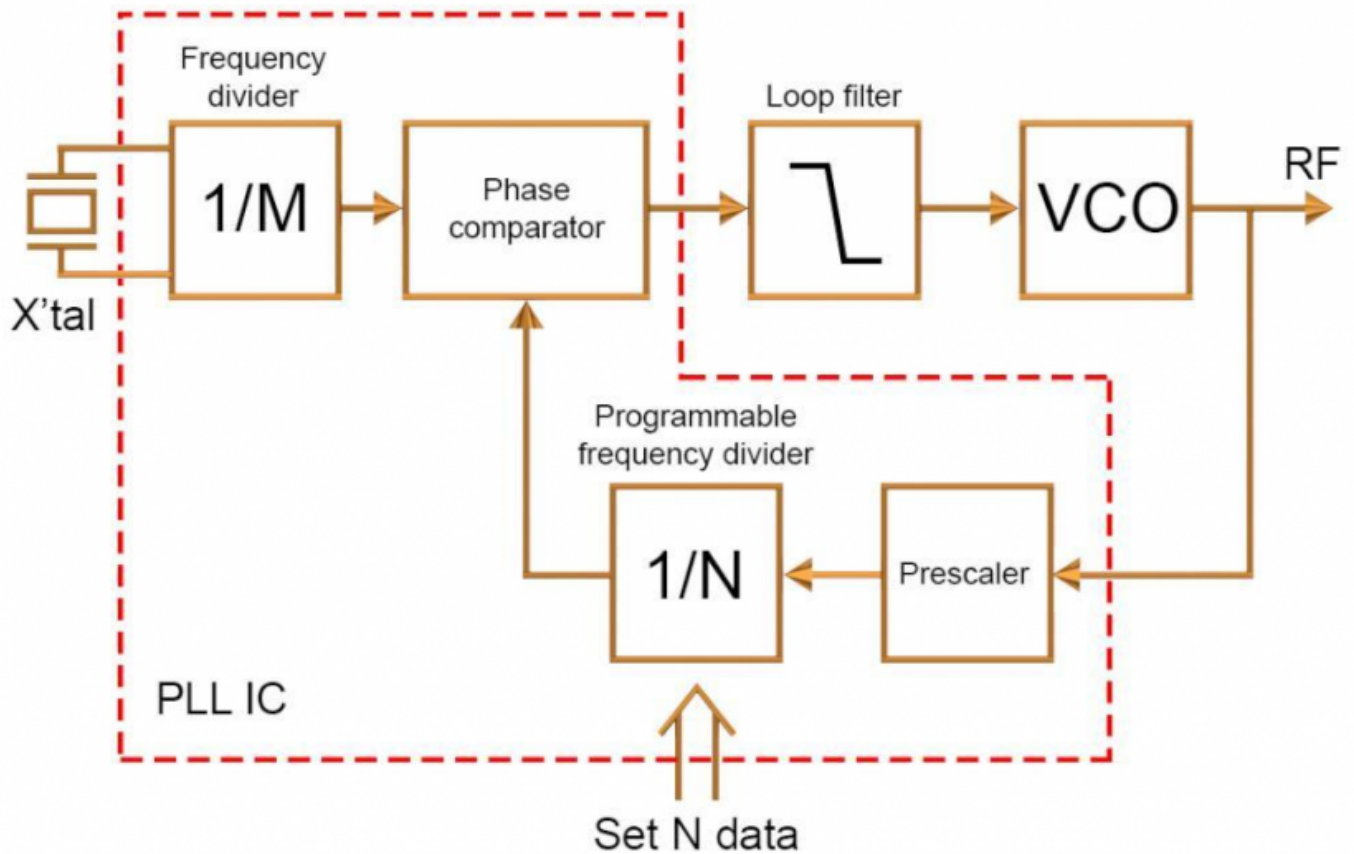 Frequency
divider
Loop filter
RF
1/M
Phase
comparator
VCO
X'tal
Programmable
frequency divider
1/N
Prescaler
PLL IC
Set N data